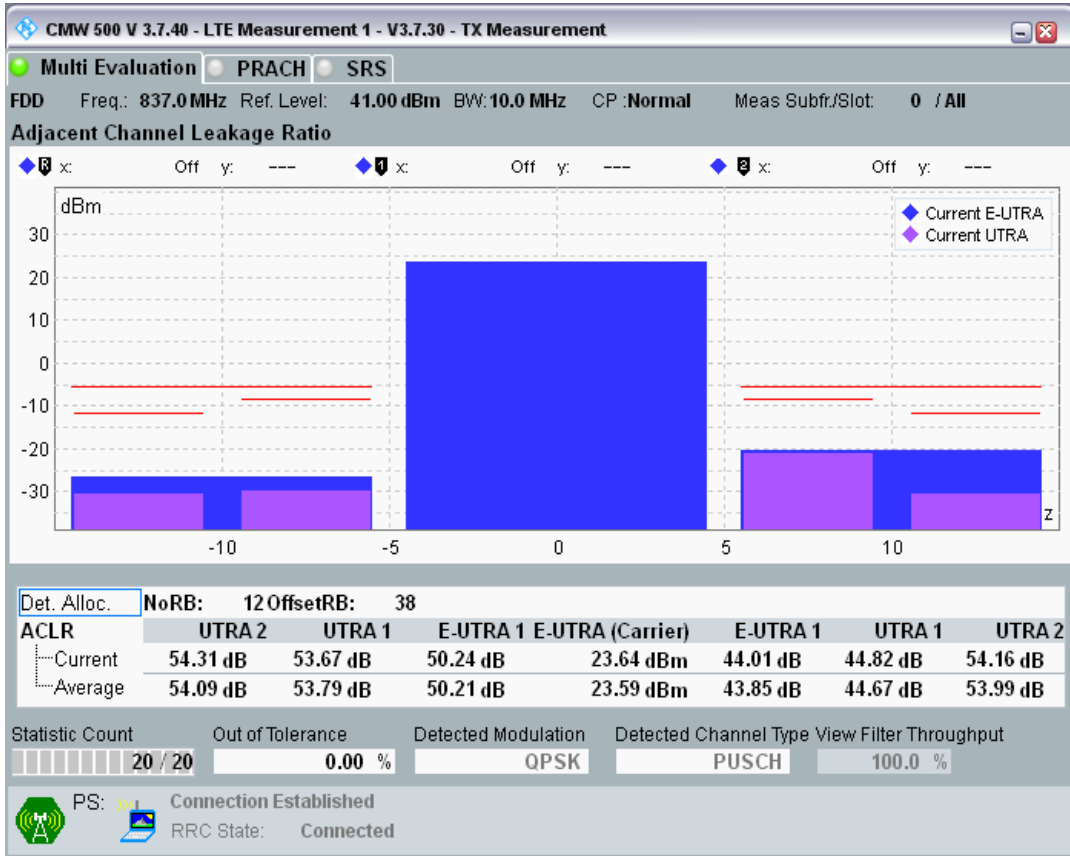 CMW 500 V 3.7.40 - LTE Measurement 1 - V3.7.30 - TX Measurement
Multi Evaluation PRACH SRS
FDD Freq.: 837.0 MHz Ref. Level: 41.00 dBm BW: 10.0 MHz CP :Normal Meas Subfr./Slot: 0 / All
Adjacent Channel Leakage Ratio
R x: Off y: --- 1 x: Off y: --- 2 x: Off y: ---
dBm
Current E-UTRA
Current UTRA
30
20
10
0
-10
-20
-30
z
-10 -5 0 5 10
Det. Alloc. NoRB: 12 OffsetRB: 38
ACLR UTRA 2 UTRA 1 E-UTRA 1 E-UTRA (Carrier) E-UTRA 1 UTRA 1 UTRA 2
Current 54.31 dB 53.67 dB 50.24 dB 23.64 dBm 44.01 dB 44.82 dB 54.16 dB
Average 54.09 dB 53.79 dB 50.21 dB 23.59 dBm 43.85 dB 44.67 dB 53.99 dB
Statistic Count Out of Tolerance Detected Modulation Detected Channel Type View Filter Throughput
20 / 20 0.00 % QPSK PUSCH 100.0 %
PS: Connection Established
RRC State: Connected